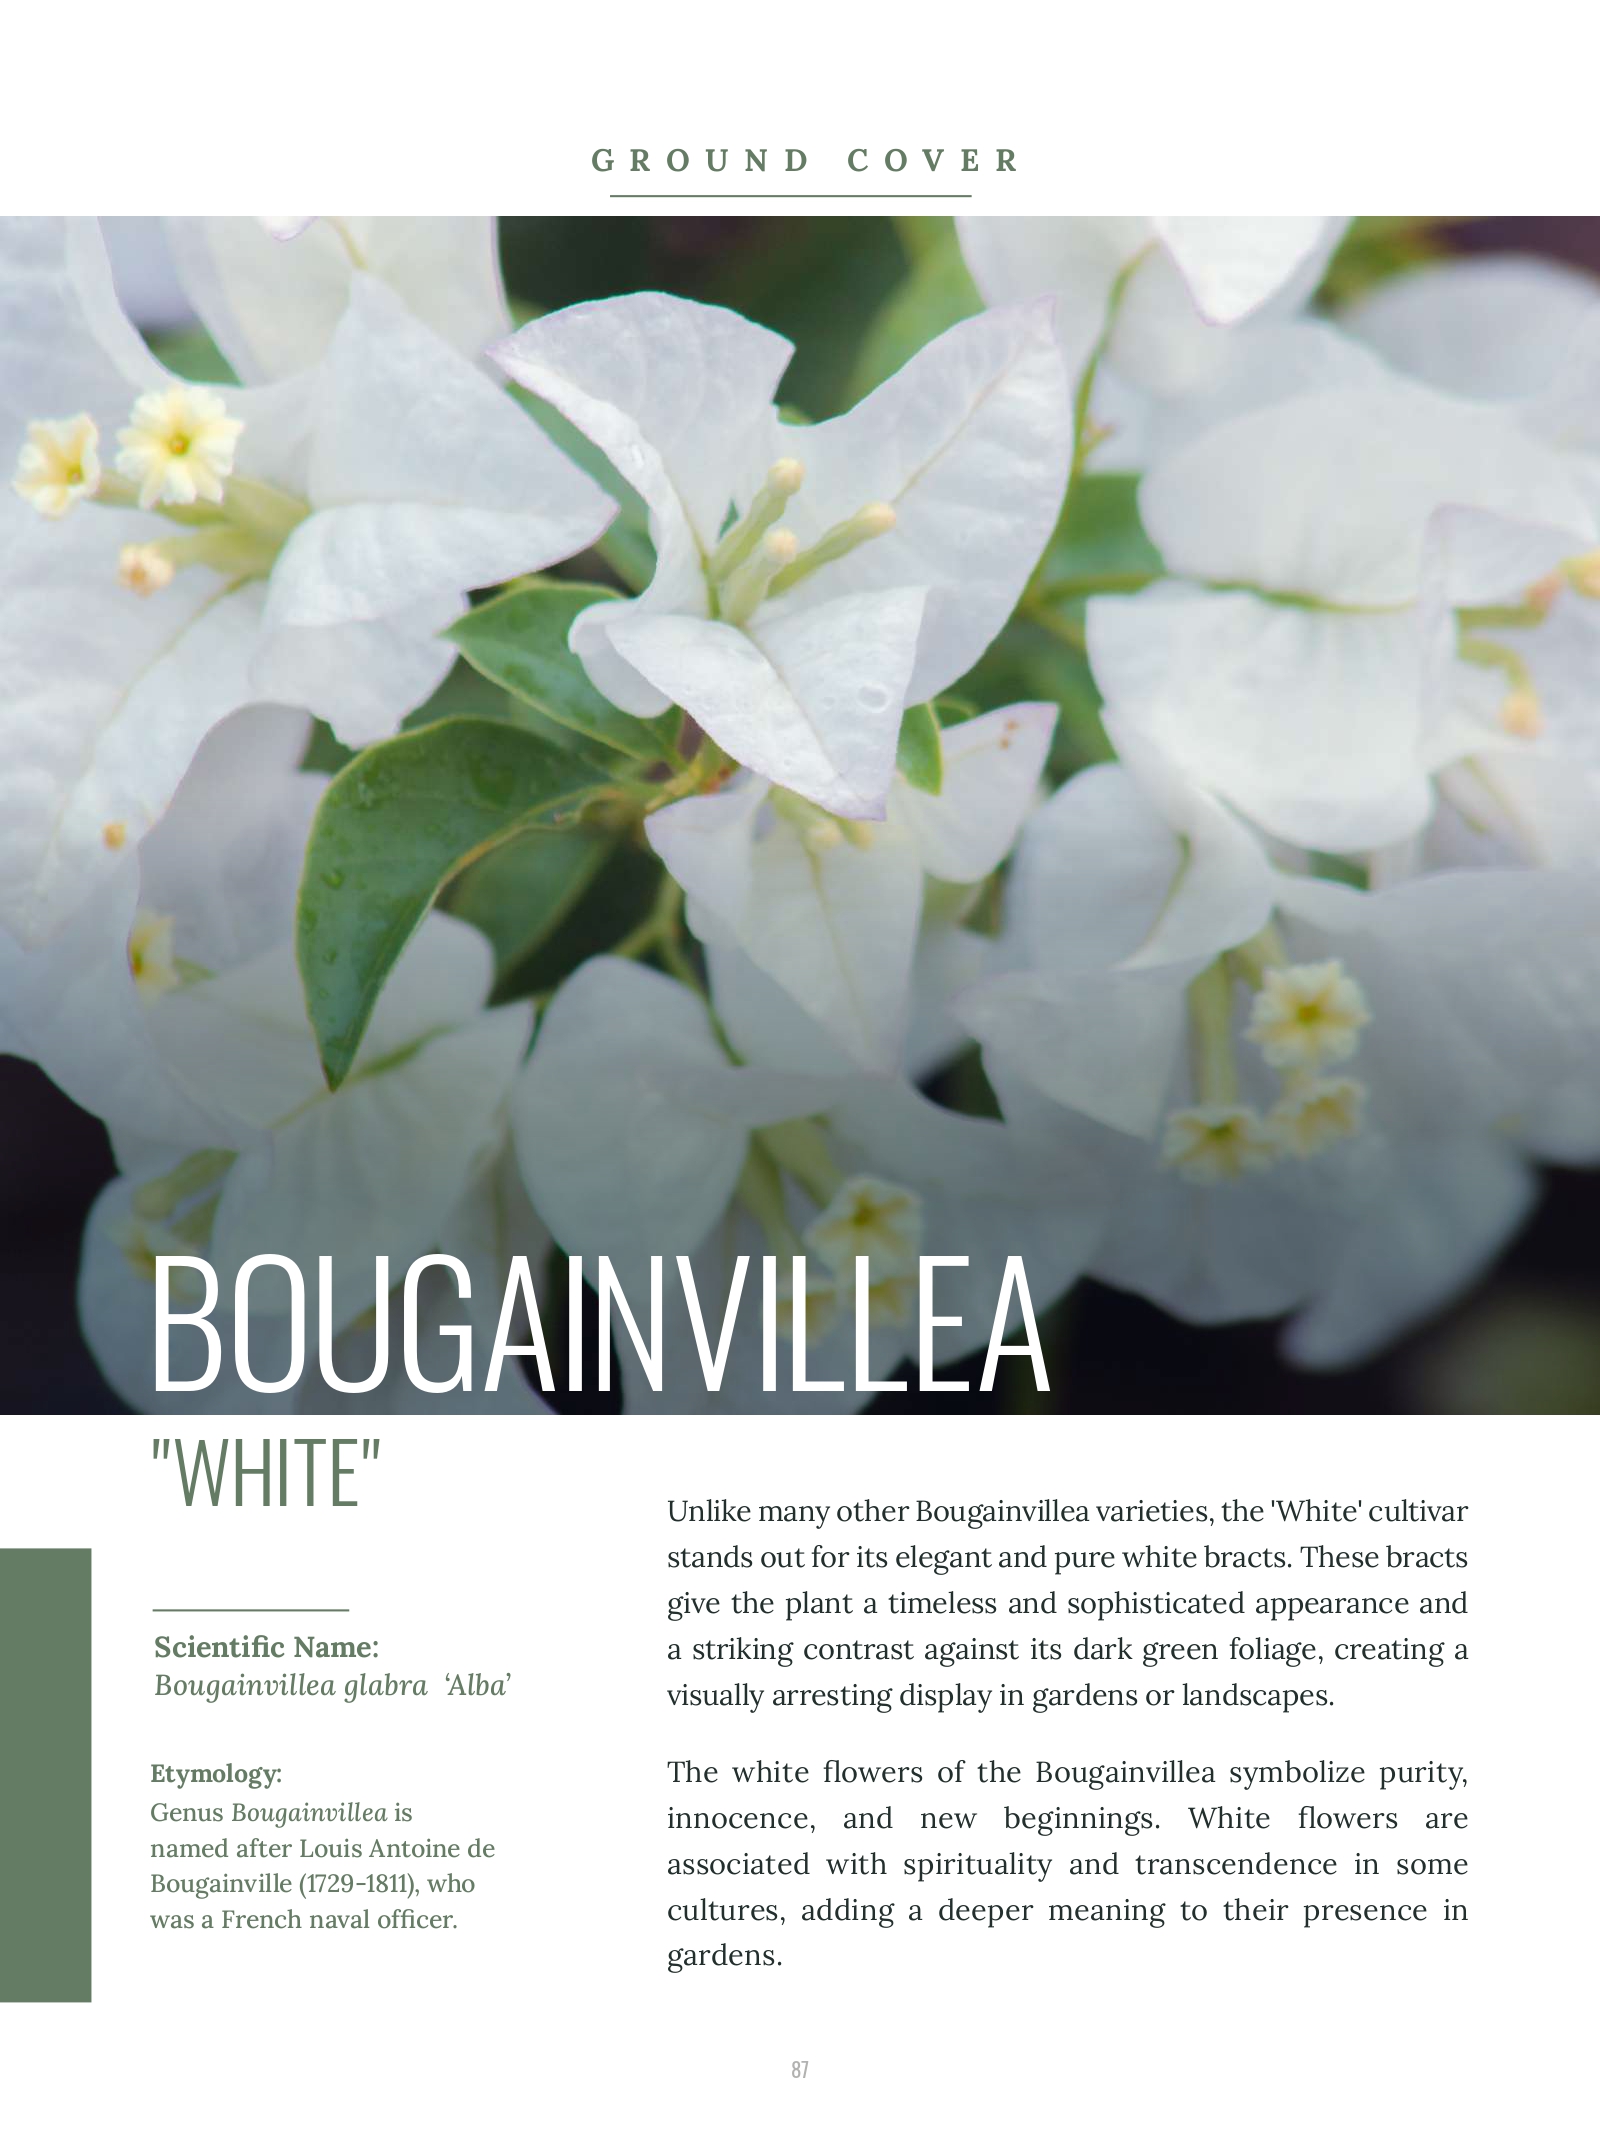 GROUND COVER
BOUGAINVILLEA
"WHITE"
Scientific Name:
Bougainvillea glabra ‘Alba’
Etymology:
Genus Bougainvillea is
named after Louis Antoine de
Bougainville (1729-1811), who
was a French naval officer.
Unlike many other Bougainvillea varieties, the 'White' cultivar
stands out for its elegant and pure white bracts. These bracts
give the plant a timeless and sophisticated appearance and
a striking contrast against its dark green foliage, creating a
visually arresting display in gardens or landscapes.
The white flowers of the Bougainvillea symbolize purity,
innocence, and new beginnings. White flowers are
associated with spirituality and transcendence in some
cultures, adding a deeper meaning to their presence in
gardens.
87